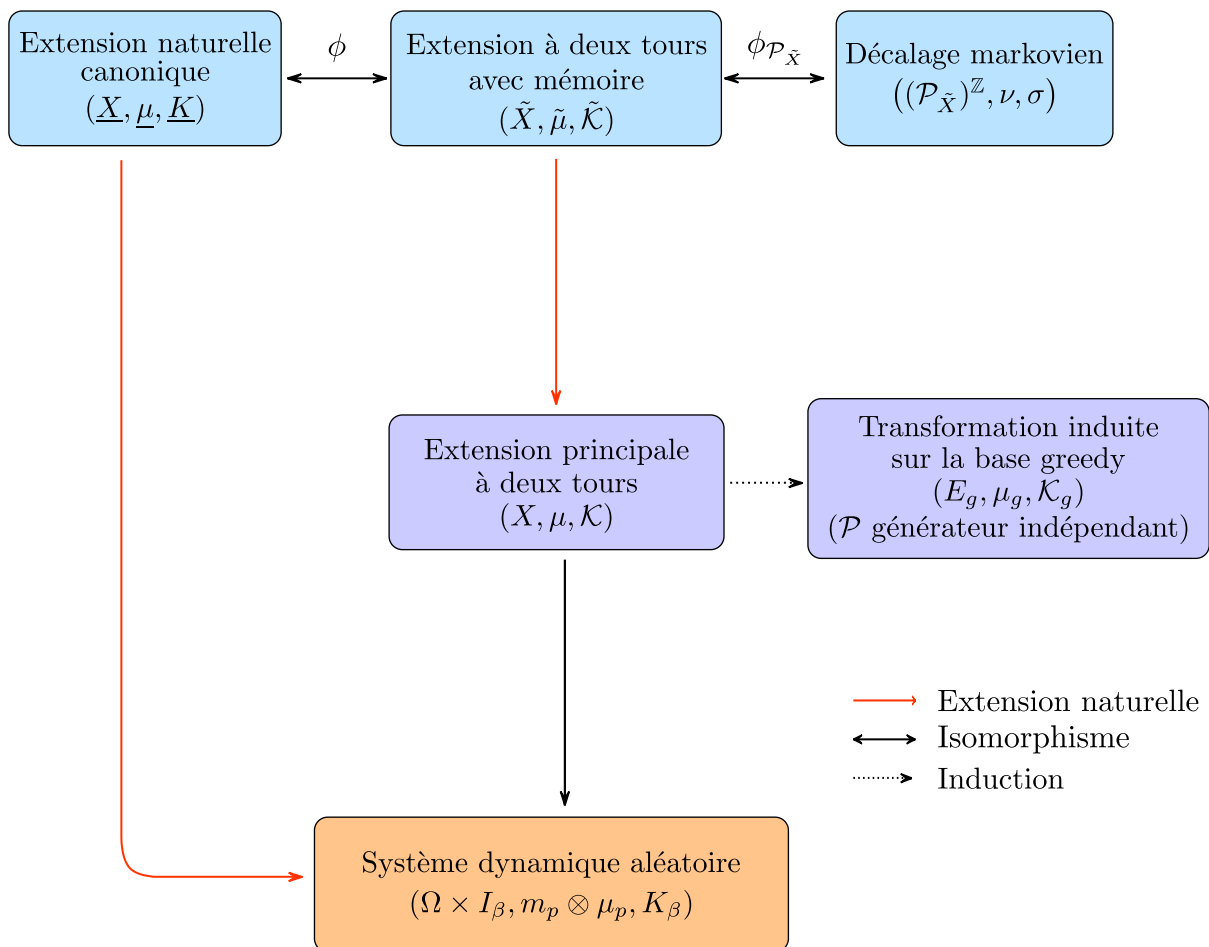 Extension naturelle
canonique
(X, μ, K)
ϕ
Extension à deux tours
avec mémoire
(X̃, μ̃, 𝒦̃)
ϕ_{𝒫_X̃}
Décalage markovien
((𝒫_X̃)^ℤ, ν, σ)
Extension principale
à deux tours
(X, μ, 𝒦)
Transformation induite
sur la base greedy
(E_g, μ_g, 𝒦_g)
(𝒫 générateur indépendant)
Extension naturelle
Isomorphisme
Induction
Système dynamique aléatoire
(Ω × I_β, m_p ⊗ μ_p, K_β)